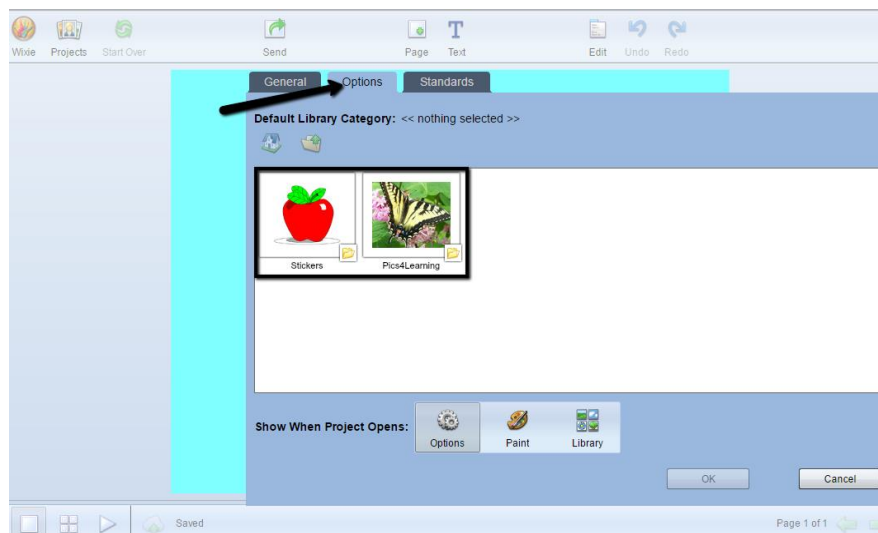 Wixie Projects Start Over Send Page Text Edit Undo Redo
General Options Standards
Default Library Category: << nothing selected >>
Stickers Pics4Learning
Show When Project Opens: Options Paint Library
OK Cancel
Saved Page 1 of 1